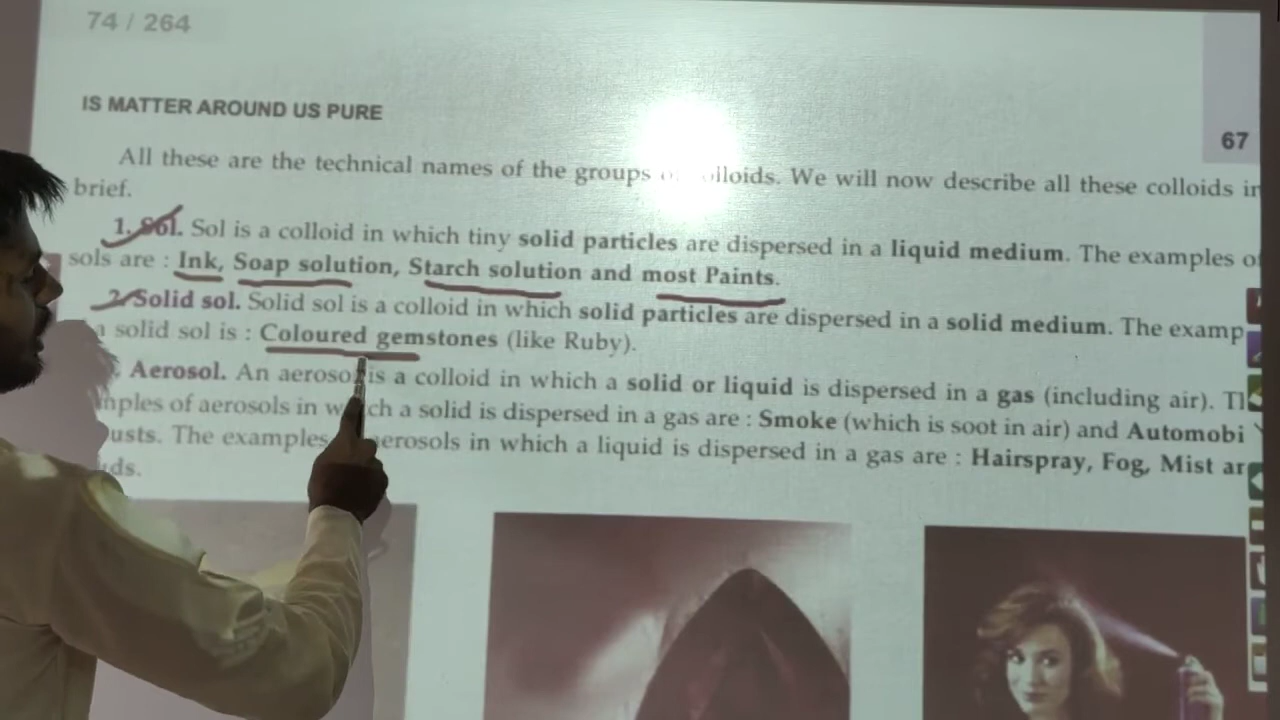 74 / 264
IS MATTER AROUND US PURE
67
All these are the technical names of the groups olloids. We will now describe all these colloids in
brief.
1. Sol. Sol is a colloid in which tiny solid particles are dispersed in a liquid medium. The examples of
sols are : Ink, Soap solution, Starch solution and most Paints.
2. Solid sol. Solid sol is a colloid in which solid particles are dispersed in a solid medium. The examp
a solid sol is : Coloured gemstones (like Ruby).
. Aerosol. An aerosol is a colloid in which a solid or liquid is dispersed in a gas (including air). Th
mples of aerosols in which a solid is dispersed in a gas are : Smoke (which is soot in air) and Automobi
usts. The examples aerosols in which a liquid is dispersed in a gas are : Hairspray, Fog, Mist ar
ds.